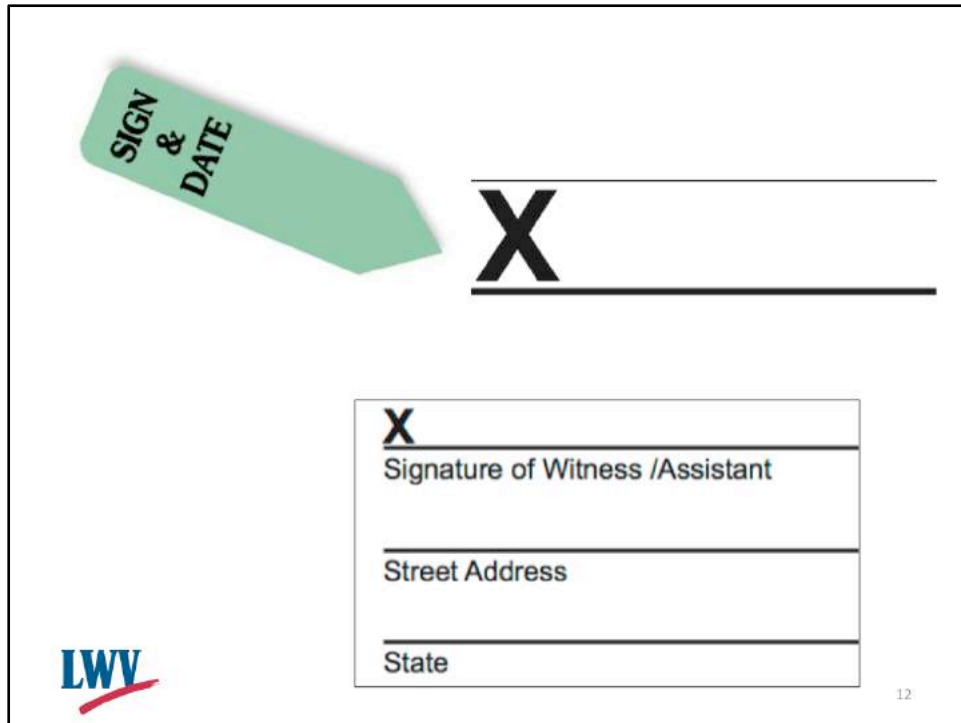 SIGN
&
DATE
X
X
Signature of Witness /Assistant
Street Address
State
LWV
12